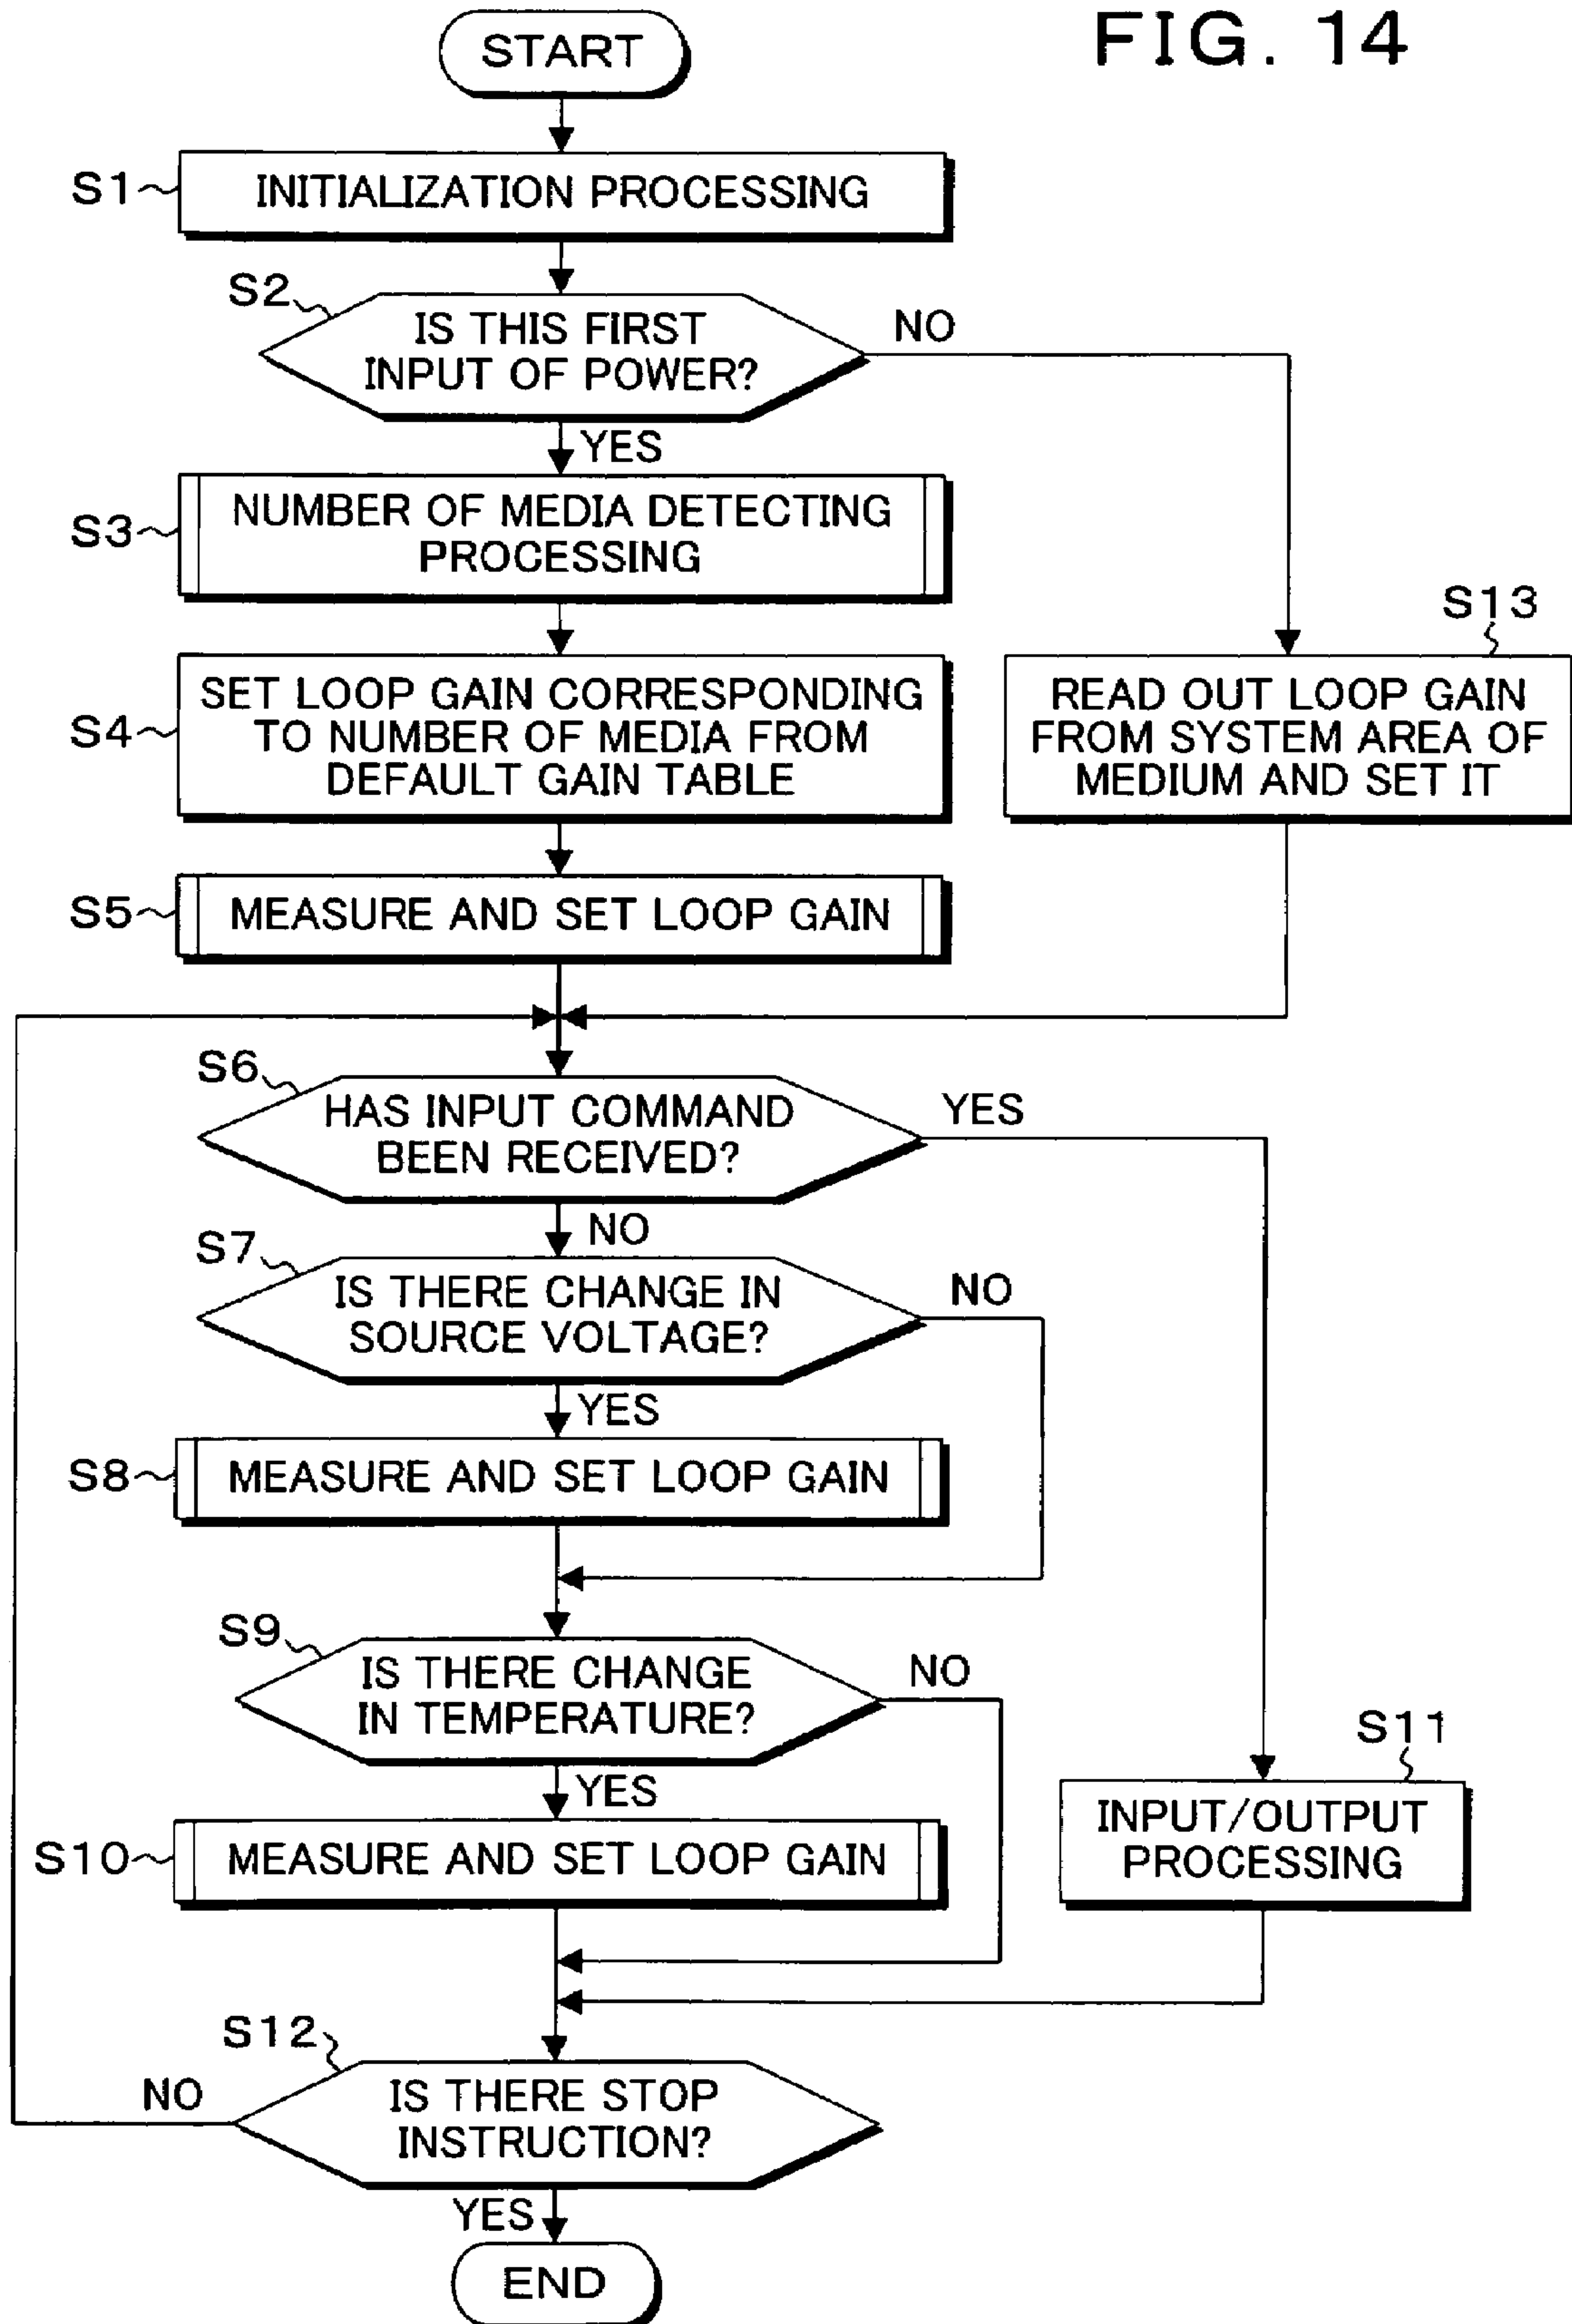 FIG. 14
START
S1
INITIALIZATION PROCESSING
S2
IS THIS FIRST
INPUT OF POWER?
NO
YES
S3
NUMBER OF MEDIA DETECTING
PROCESSING
S4
SET LOOP GAIN CORRESPONDING
TO NUMBER OF MEDIA FROM
DEFAULT GAIN TABLE
S13
READ OUT LOOP GAIN
FROM SYSTEM AREA OF
MEDIUM AND SET IT
S5
MEASURE AND SET LOOP GAIN
S6
HAS INPUT COMMAND
BEEN RECEIVED?
YES
NO
S7
IS THERE CHANGE IN
SOURCE VOLTAGE?
NO
YES
S8
MEASURE AND SET LOOP GAIN
S9
IS THERE CHANGE
IN TEMPERATURE?
NO
YES
S10
MEASURE AND SET LOOP GAIN
S11
INPUT/OUTPUT
PROCESSING
S12
IS THERE STOP
INSTRUCTION?
NO
YES
END